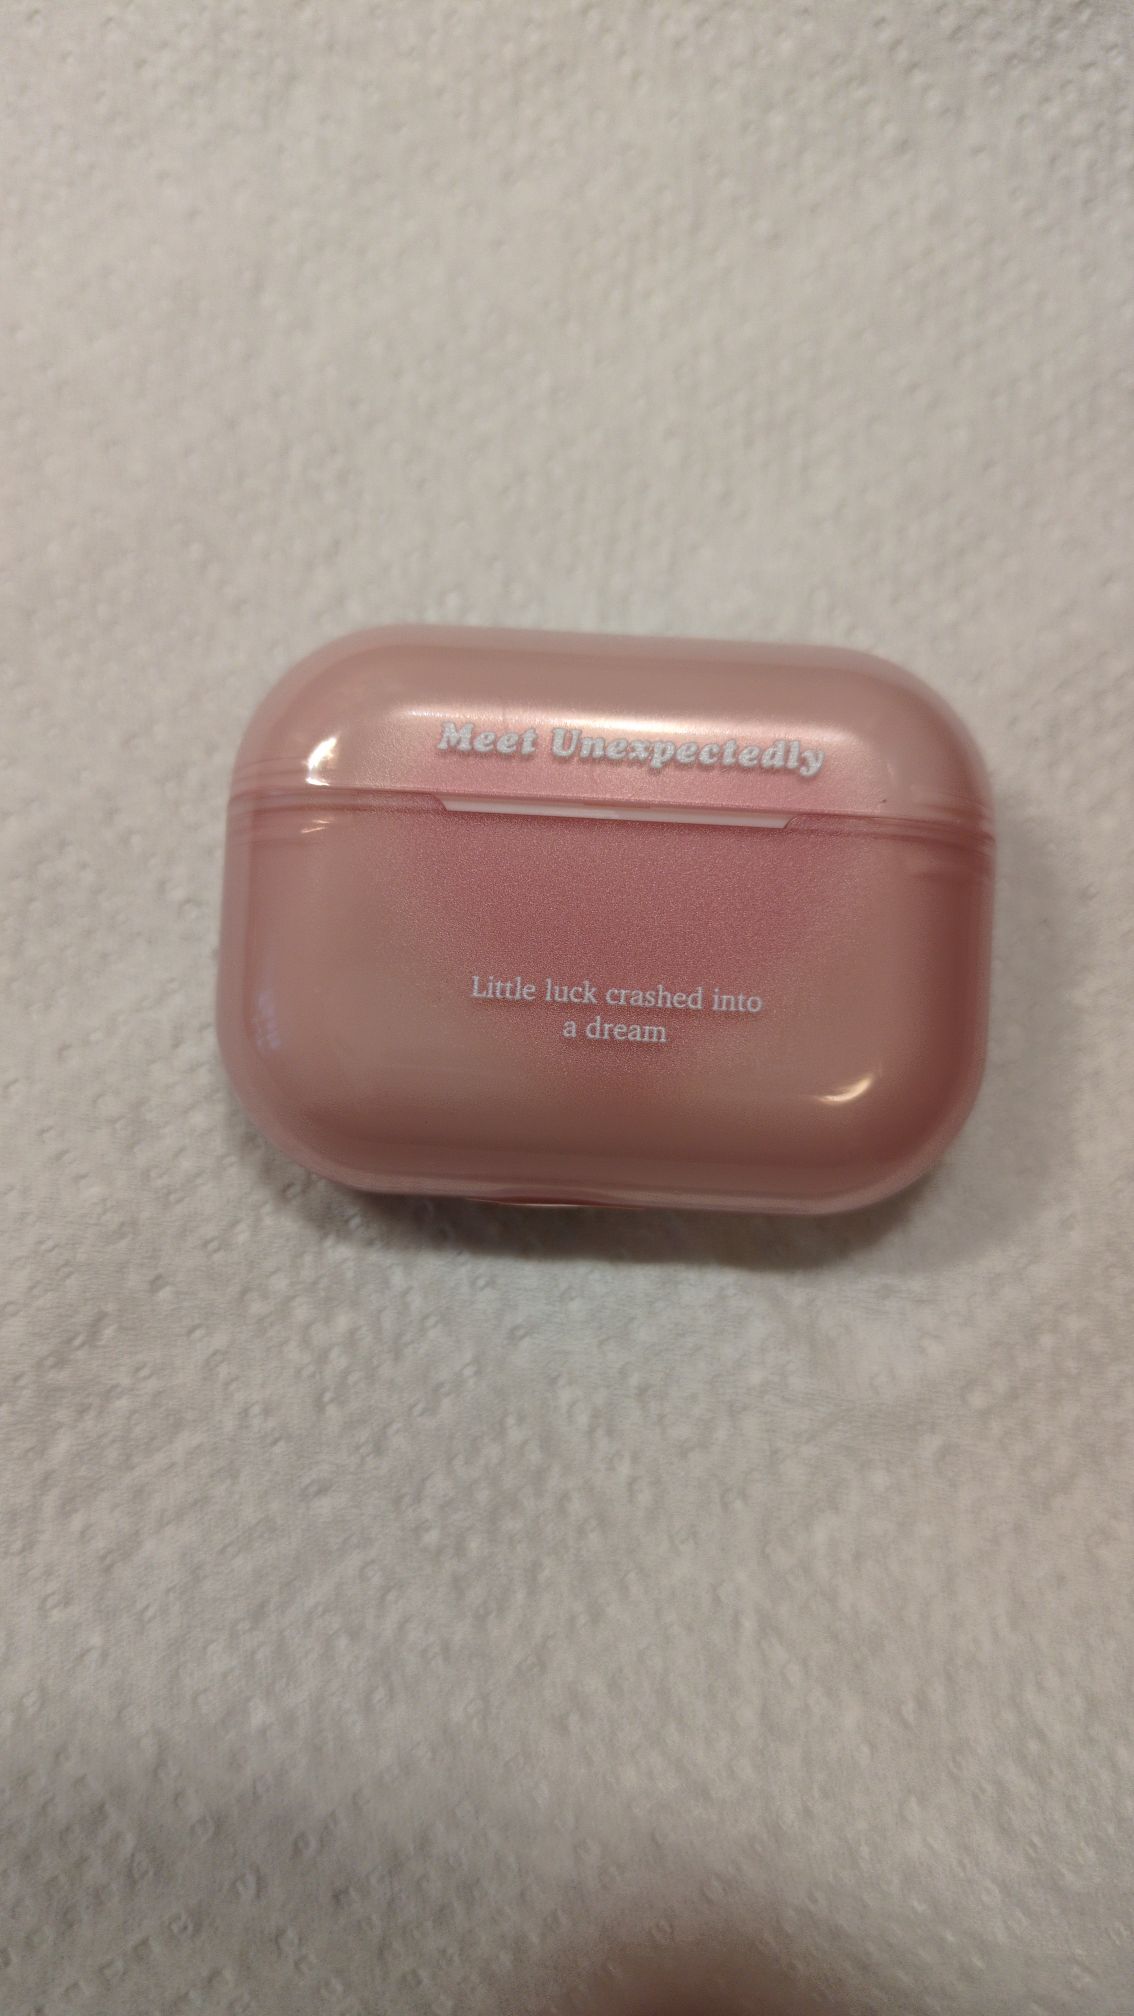 Meet Unexpectedly
Little luck crashed into
a dream